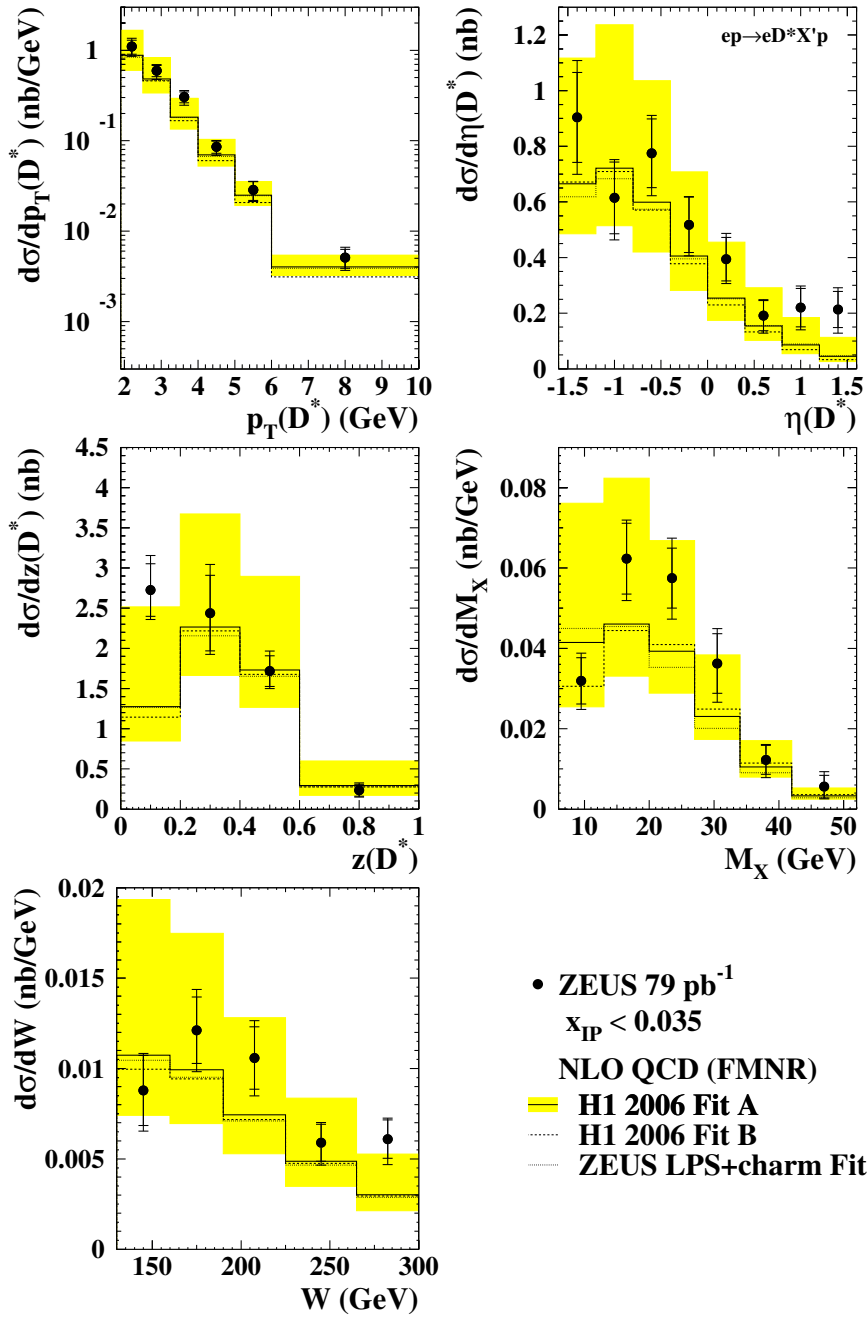 dσ/dp_T(D^*) (nb/GeV)
1
10^-1
10^-2
10^-3
2 3 4 5 6 7 8 9 10
p_T(D^*) (GeV)
dσ/dη(D^*) (nb)
ep→eD*X'p
1.2
1
0.8
0.6
0.4
0.2
0
-1.5 -1 -0.5 0 0.5 1 1.5
η(D^*)
dσ/dz(D^*) (nb)
4.5
4
3.5
3
2.5
2
1.5
1
0.5
0
0 0.2 0.4 0.6 0.8 1
z(D^*)
dσ/dM_X (nb/GeV)
0.08
0.06
0.04
0.02
0
10 20 30 40 50
M_X (GeV)
dσ/dW (nb/GeV)
0.02
0.015
0.01
0.005
0
150 200 250 300
W (GeV)
ZEUS 79 pb^-1
x_IP < 0.035
NLO QCD (FMNR)
H1 2006 Fit A
H1 2006 Fit B
ZEUS LPS+charm Fit